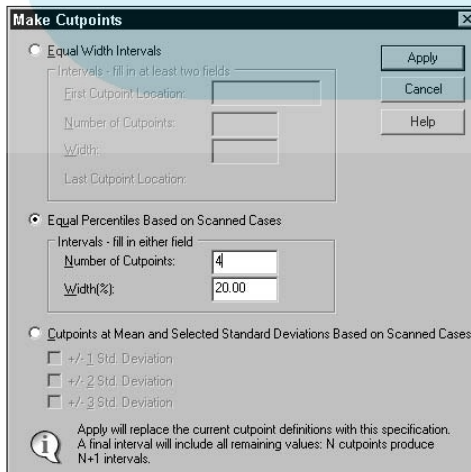 Make Cutpoints
Equal Width Intervals
Intervals - fill in at least two fields
First Cutpoint Location:
Number of Cutpoints:
Width:
Last Cutpoint Location:
Apply
Cancel
Help
Equal Percentiles Based on Scanned Cases
Intervals - fill in either field
Number of Cutpoints: 4
Width(%): 20.00
Cutpoints at Mean and Selected Standard Deviations Based on Scanned Cases
+/- 1 Std. Deviation
+/- 2 Std. Deviation
+/- 3 Std. Deviation
Apply will replace the current cutpoint definitions with this specification.
A final interval will include all remaining values: N cutpoints produce
N+1 intervals.